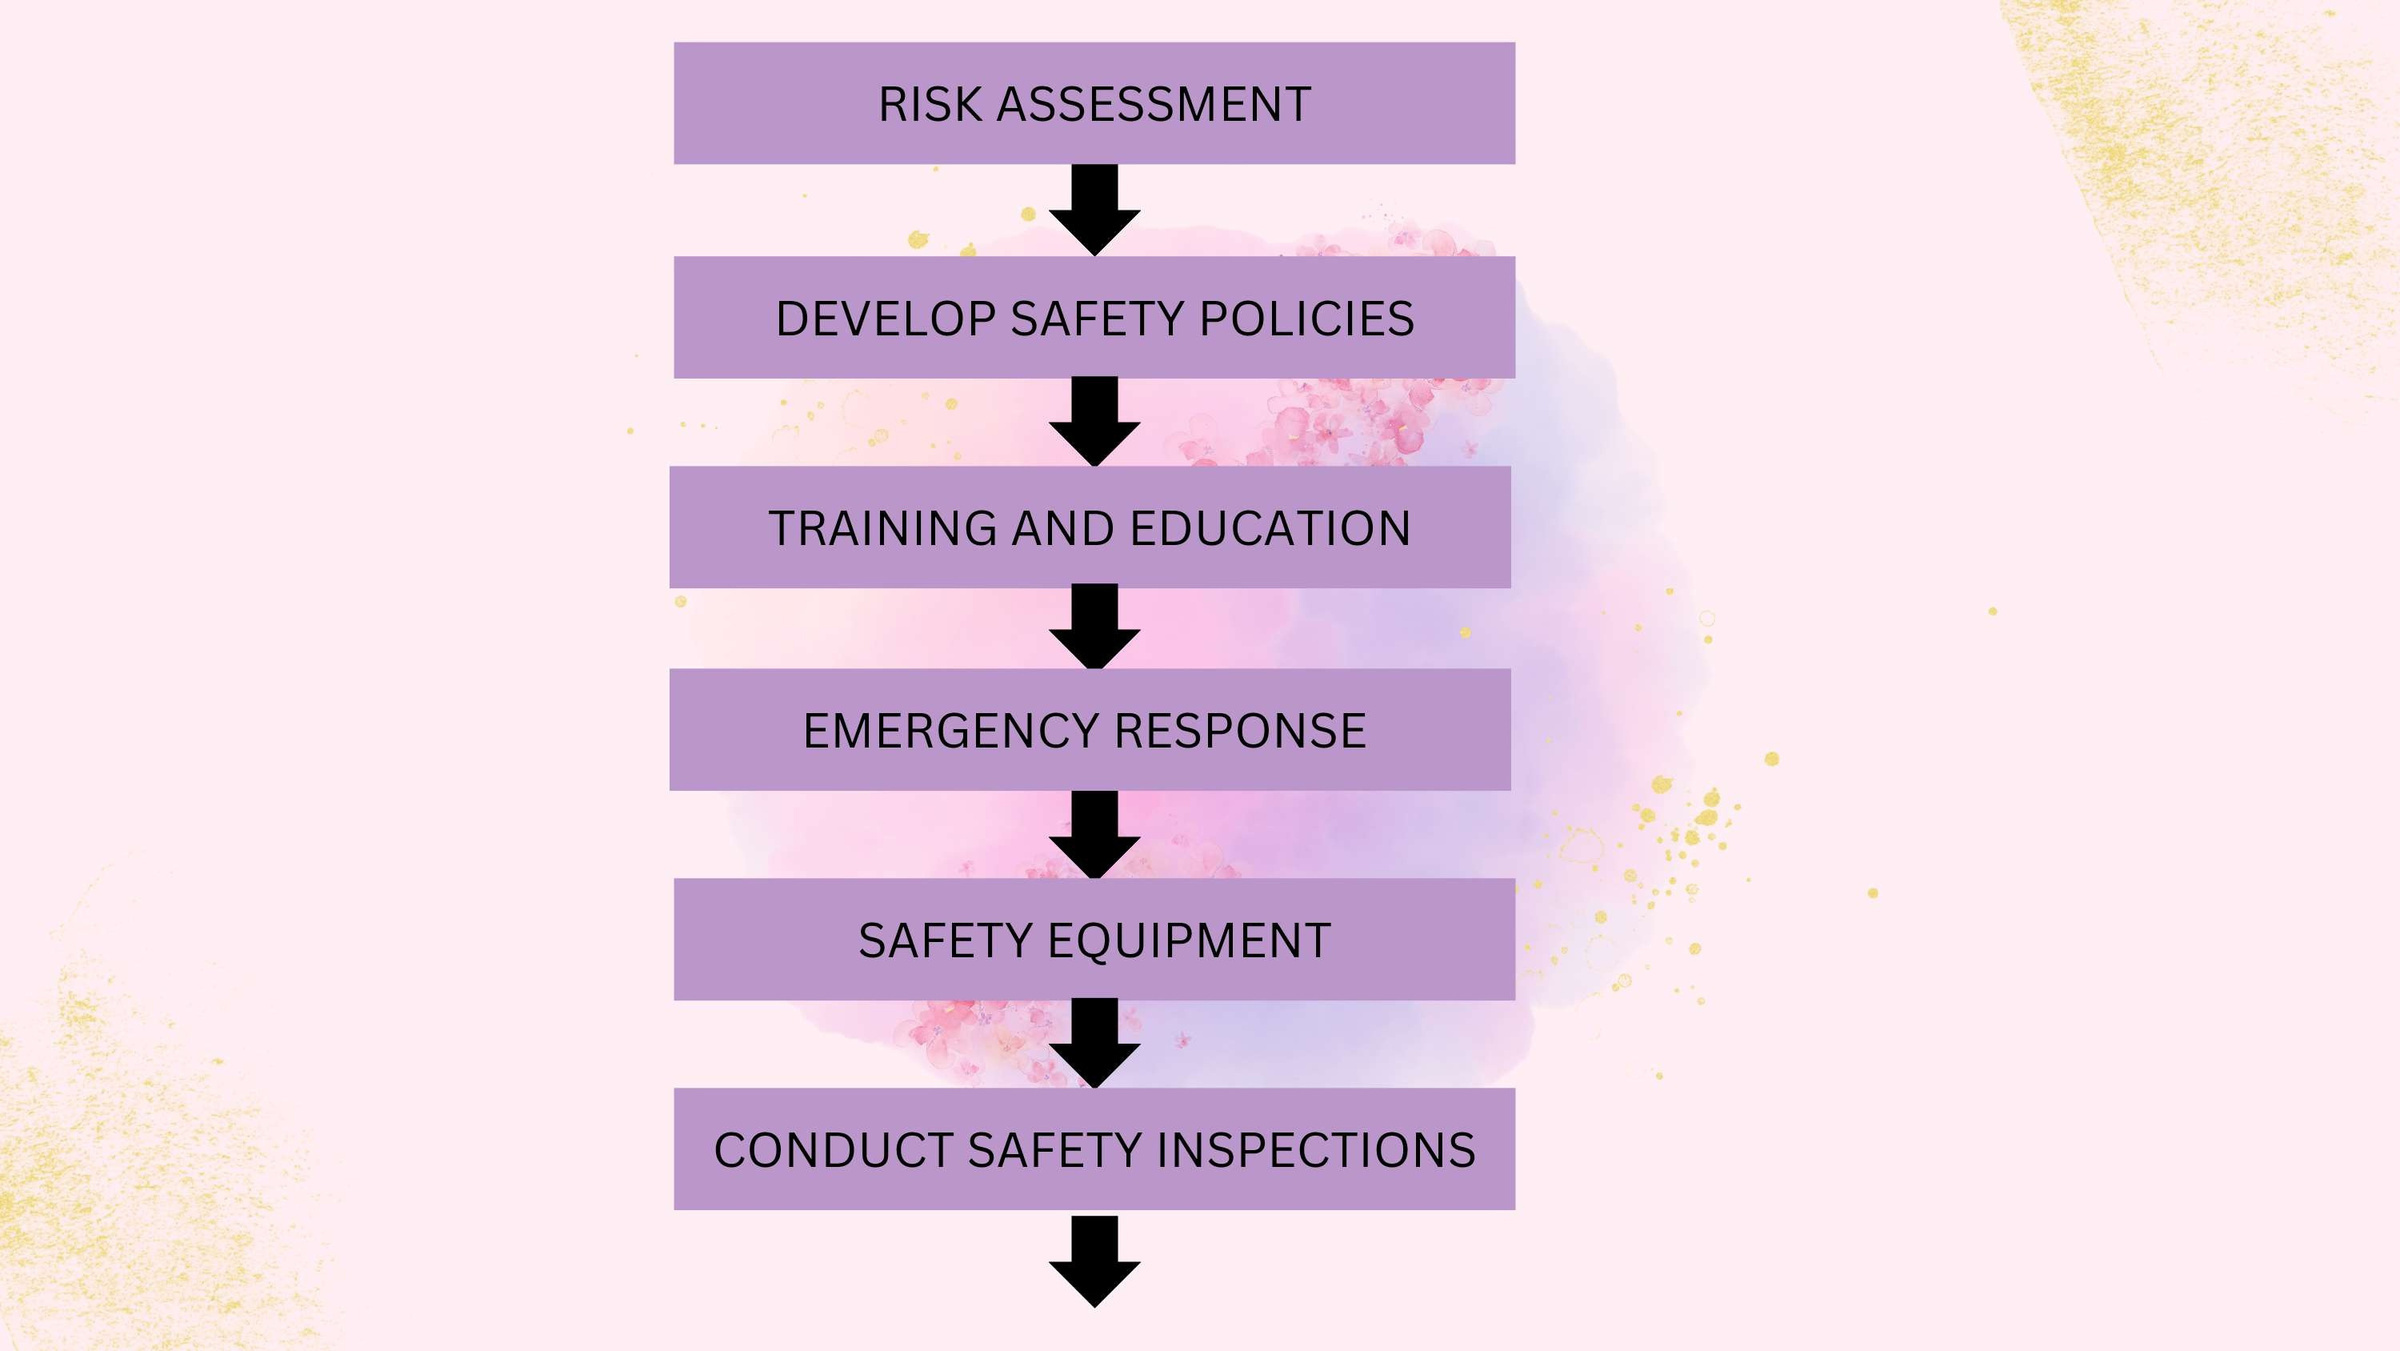 RISK ASSESSMENT
DEVELOP SAFETY POLICIES
TRAINING AND EDUCATION
EMERGENCY RESPONSE
SAFETY EQUIPMENT
CONDUCT SAFETY INSPECTIONS